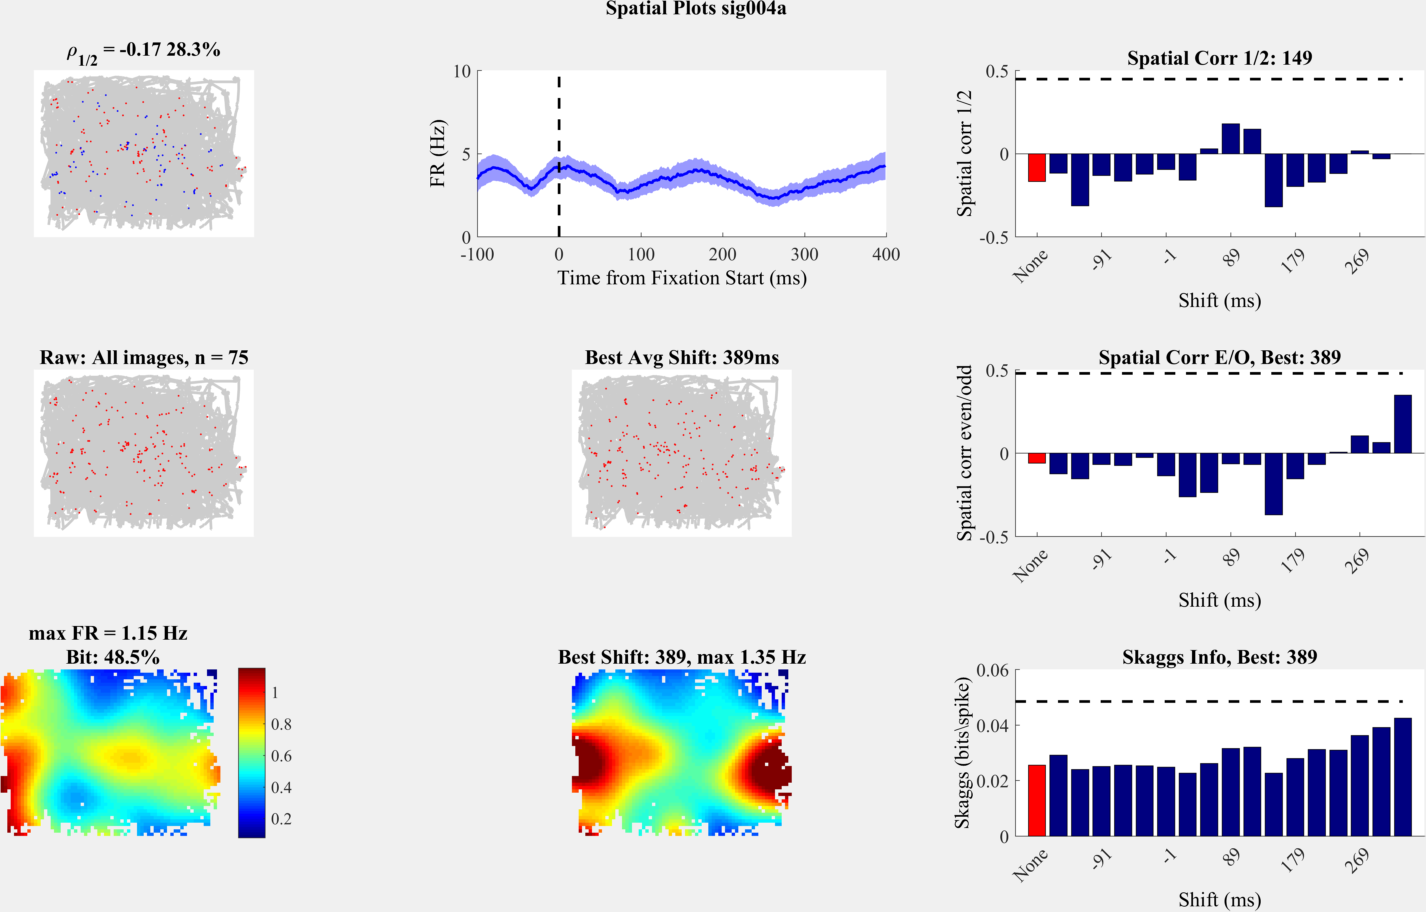 Spatial Plots sig004a
ρ1/2 = -0.17 28.3%
10
5
0
FR (Hz)
-100
0
100
200
300
400
Time from Fixation Start (ms)
Spatial Corr 1/2: 149
0.5
0
-0.5
Spatial corr 1/2
None
-91
-1
89
179
269
Shift (ms)
Raw: All images, n = 75
Best Avg Shift: 389ms
Spatial Corr E/O, Best: 389
0.5
0
-0.5
Spatial corr even/odd
None
-91
-1
89
179
269
Shift (ms)
max FR = 1.15 Hz
Bit: 48.5%
1
0.8
0.6
0.4
0.2
Best Shift: 389, max 1.35 Hz
Skaggs Info, Best: 389
0.06
0.04
0.02
0
Skaggs (bits\spike)
None
-91
-1
89
179
269
Shift (ms)